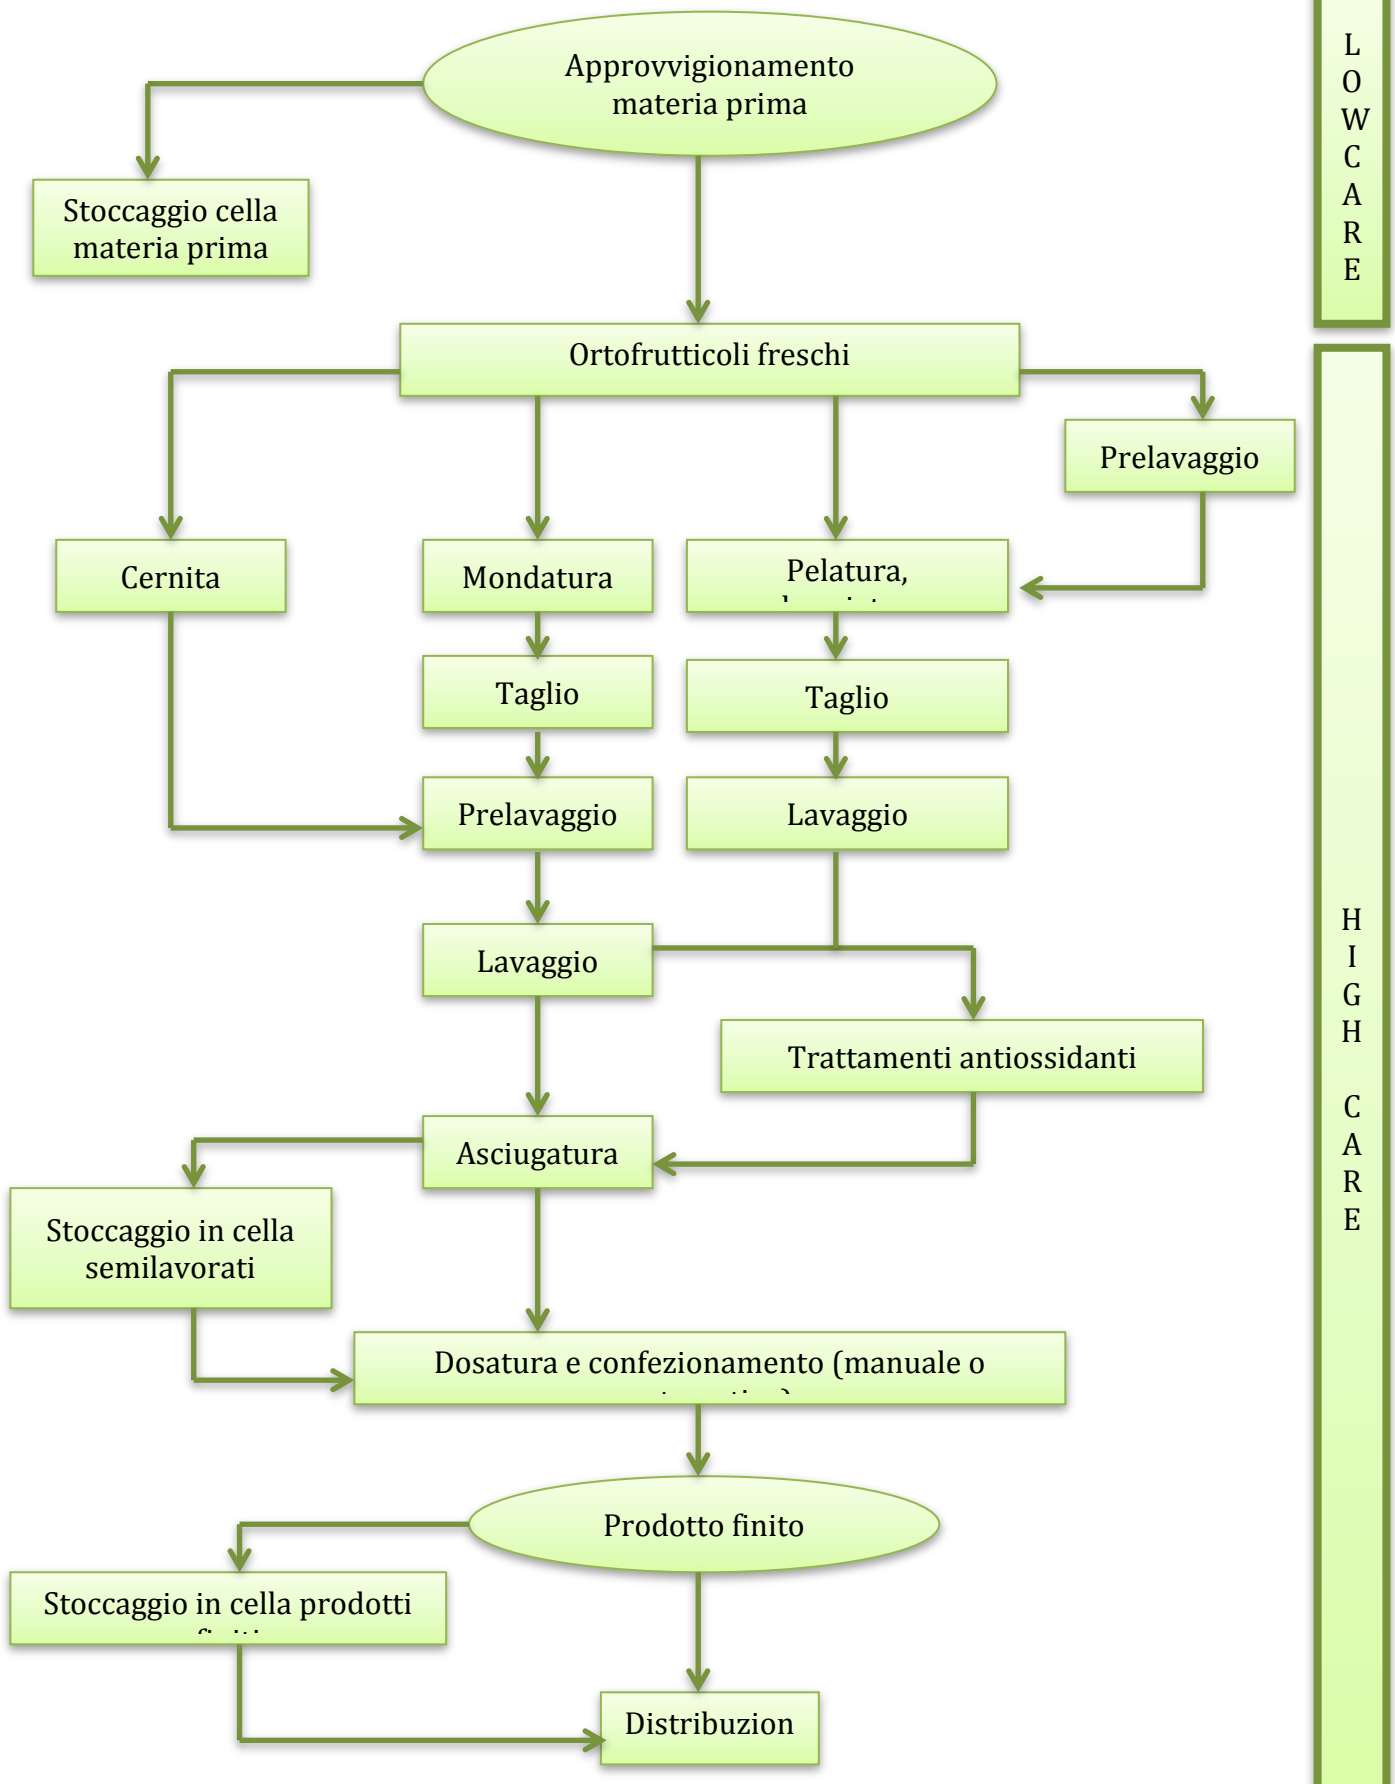 Approvvigionamento
materia prima
L
O
W
C
A
R
E
Stoccaggio cella
materia prima
Ortofrutticoli freschi
Prelavaggio
Cernita
Mondatura
Pelatura,
Taglio
Taglio
Prelavaggio
Lavaggio
Lavaggio
Trattamenti antiossidanti
H
I
G
H
C
A
R
E
Asciugatura
Stoccaggio in cella
semilavorati
Dosatura e confezionamento (manuale o
Prodotto finito
Stoccaggio in cella prodotti
Distribuzion